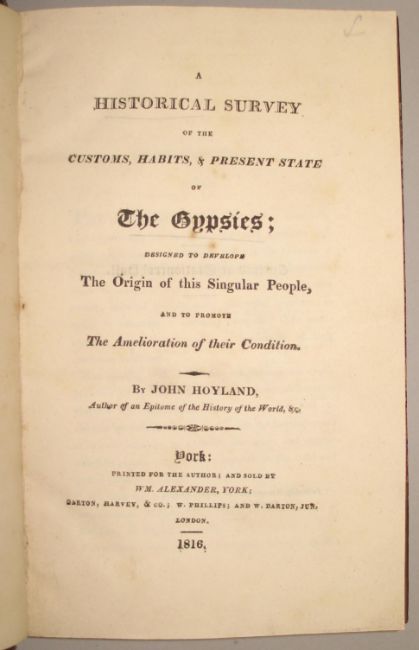 A
HISTORICAL SURVEY
OF THE
CUSTOMS, HABITS, & PRESENT STATE
OF
The Gypsies;
DESIGNED TO DEVELOPE
The Origin of this Singular People,
AND TO PROMOTE
The Amelioration of their Condition.
BY JOHN HOYLAND,
Author of an Epitome of the History of the World, &c.
York:
PRINTED FOR THE AUTHOR; AND SOLD BY
WM. ALEXANDER, YORK;
DARTON, HARVEY, & CO.; W. PHILLIPS; AND W. DARTON, JUN.
LONDON.
1816.